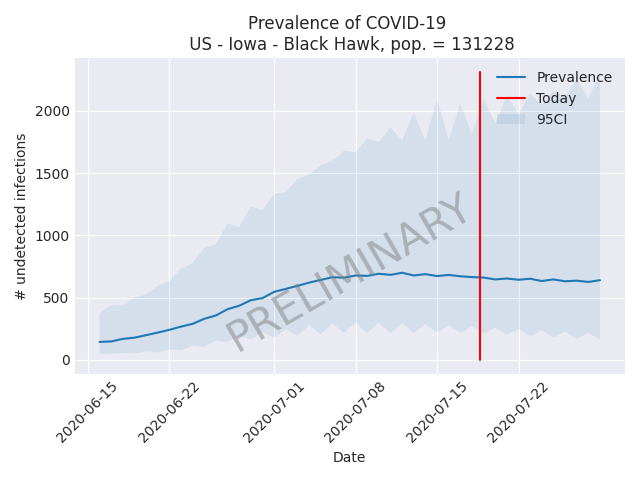 Prevalence of COVID-19
US - Iowa - Black Hawk, pop. = 131228
Prevalence
Today
95CI
# undetected infections
2000
1500
1000
500
0
PRELIMINARY
2020-06-15
2020-06-22
2020-07-01
2020-07-08
2020-07-15
2020-07-22
Date